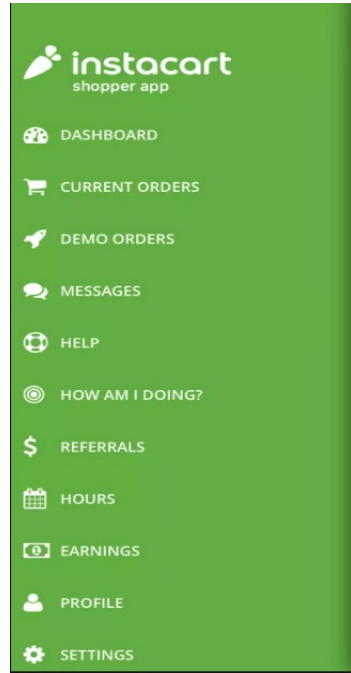 instacart
shopper app
DASHBOARD
CURRENT ORDERS
DEMO ORDERS
MESSAGES
HELP
HOW AM I DOING?
REFERRALS
HOURS
EARNINGS
PROFILE
SETTINGS